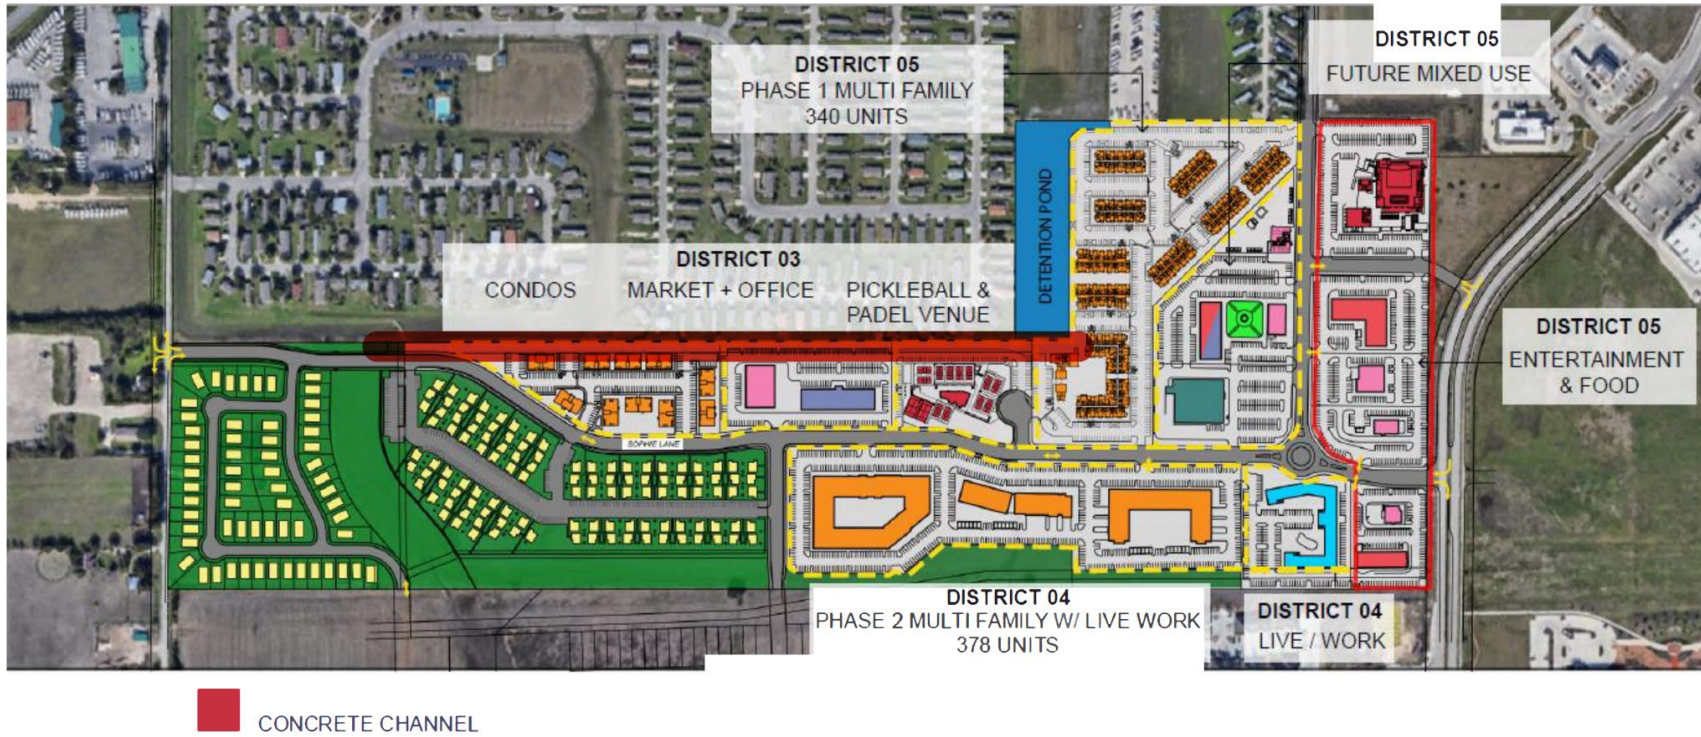 DISTRICT 05
FUTURE MIXED USE
DISTRICT 05
PHASE 1 MULTI FAMILY
340 UNITS
DETENTION POND
DISTRICT 03
CONDOS
MARKET + OFFICE
PICKLEBALL &
PADEL VENUE
DISTRICT 05
ENTERTAINMENT
& FOOD
SOPHIE LANE
DISTRICT 04
PHASE 2 MULTI FAMILY W/ LIVE WORK
378 UNITS
DISTRICT 04
LIVE / WORK
CONCRETE CHANNEL